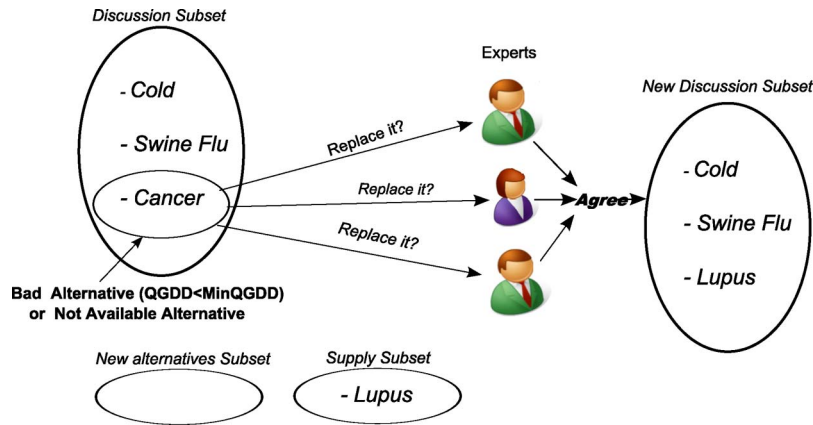 Discussion Subset
- Cold
- Swine Flu
- Cancer
Bad Alternative (QGDD<MinQGDD)
or Not Available Alternative
Replace it?
Replace it?
Replace it?
Experts
Agree
New Discussion Subset
- Cold
- Swine Flu
- Lupus
New alternatives Subset
Supply Subset
- Lupus